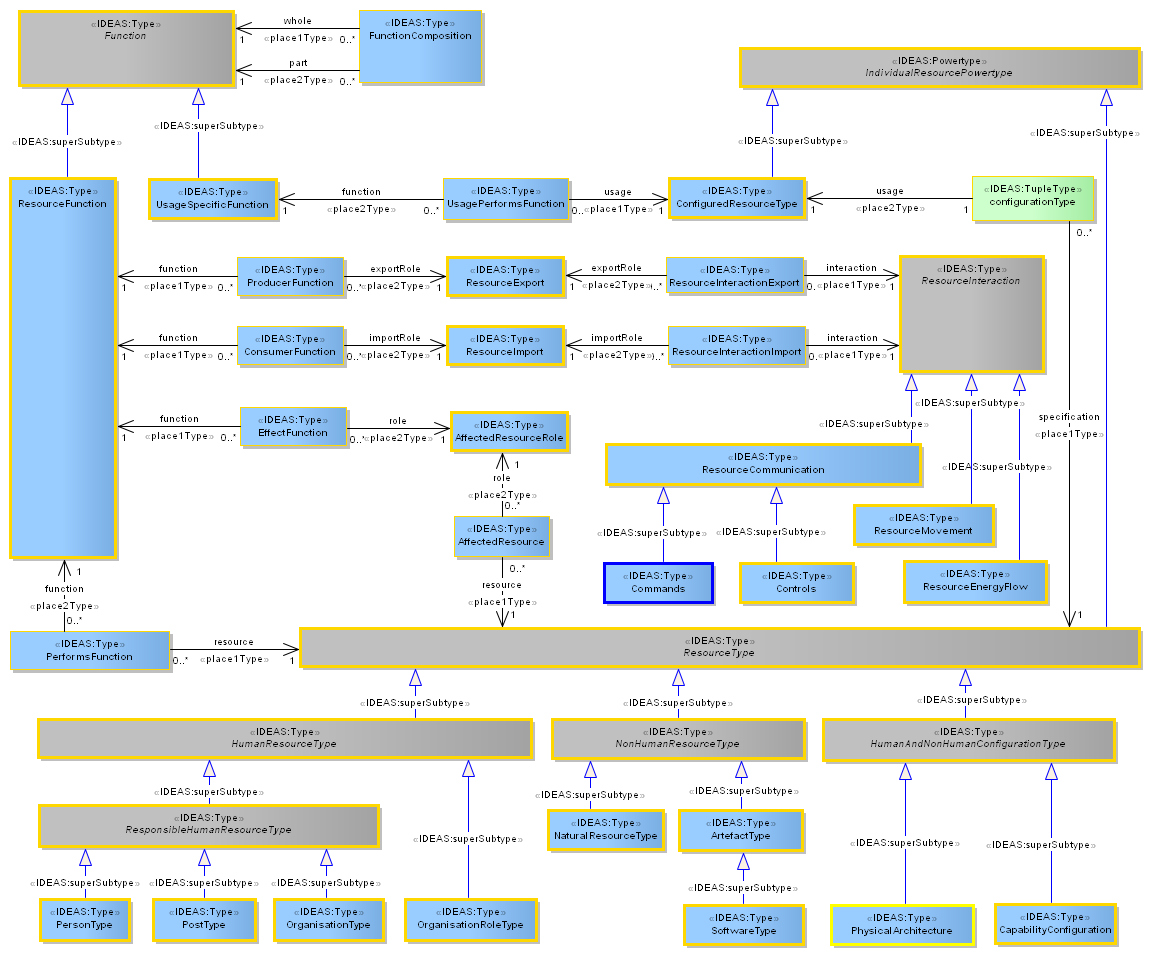 «IDEAS:Type»
Function
whole
1
«place1Type»
0..*
«IDEAS:Type»
FunctionComposition
part
1
«place2Type»
0..*
«IDEAS:Powertype»
IndividualResourcePowertype
«IDEAS:superSubtype»
«IDEAS:superSubtype»
«IDEAS:superSubtype»
«IDEAS:superSubtype»
«IDEAS:Type»
ResourceFunction
«IDEAS:Type»
UsageSpecificFunction
function
1
«place2Type»
0..*
«IDEAS:Type»
UsagePerformsFunction
usage
0..
«place1Type»
1
«IDEAS:Type»
ConfiguredResourceType
usage
1
«place2Type»
1
«IDEAS:TupleType»
configurationType
0..*
function
1
«place1Type»
0..*
«IDEAS:Type»
ProducerFunction
exportRole
0..*
«place2Type»
1
«IDEAS:Type»
ResourceExport
exportRole
1
«place2Type»
..*
«IDEAS:Type»
ResourceInteractionExport
interaction
0..
«place1Type»
1
«IDEAS:Type»
ResourceInteraction
function
1
«place1Type»
0..*
«IDEAS:Type»
ConsumerFunction
importRole
0..*
«place2Type»
1
«IDEAS:Type»
ResourceImport
importRole
1
«place2Type»
)..*
«IDEAS:Type»
ResourceInteractionImport
interaction
0..
«place1Type»
1
function
1
«place1Type»
0..*
«IDEAS:Type»
EffectFunction
role
0..*
«place2Type»
1
«IDEAS:Type»
AffectedResourceRole
«IDEAS:superSubtype»
«IDEAS:superSubtype»
«IDEAS:superSubtype»
specification
«place1Type»
1
role
«place2Type»
0..*
«IDEAS:Type»
ResourceCommunication
«IDEAS:Type»
AffectedResource
0..*
resource
«place1Type»
1
«IDEAS:superSubtype»
«IDEAS:superSubtype»
«IDEAS:Type»
ResourceMovement
«IDEAS:Type»
Commands
«IDEAS:Type»
Controls
«IDEAS:Type»
ResourceEnergyFlow
1
function
«place2Type»
0..*
1
«IDEAS:Type»
PerformsFunction
resource
0..*
«place1Type»
1
«IDEAS:Type»
ResourceType
«IDEAS:superSubtype»
«IDEAS:superSubtype»
«IDEAS:superSubtype»
«IDEAS:Type»
HumanResourceType
«IDEAS:Type»
NonHumanResourceType
«IDEAS:Type»
HumanAndNonHumanConfigurationType
«IDEAS:superSubtype»
«IDEAS:superSubtype»
«IDEAS:superSubtype»
«IDEAS:Type»
ResponsibleHumanResourceType
«IDEAS:superSubtype»
«IDEAS:Type»
NaturalResourceType
«IDEAS:Type»
ArtefactType
«IDEAS:superSubtype»
«IDEAS:superSubtype»
«IDEAS:superSubtype»
«IDEAS:superSubtype»
«IDEAS:superSubtype»
«IDEAS:superSubtype»
«IDEAS:Type»
PersonType
«IDEAS:Type»
PostType
«IDEAS:Type»
OrganisationType
«IDEAS:Type»
OrganisationRoleType
«IDEAS:Type»
SoftwareType
«IDEAS:Type»
PhysicalArchitecture
«IDEAS:Type»
CapabilityConfiguration